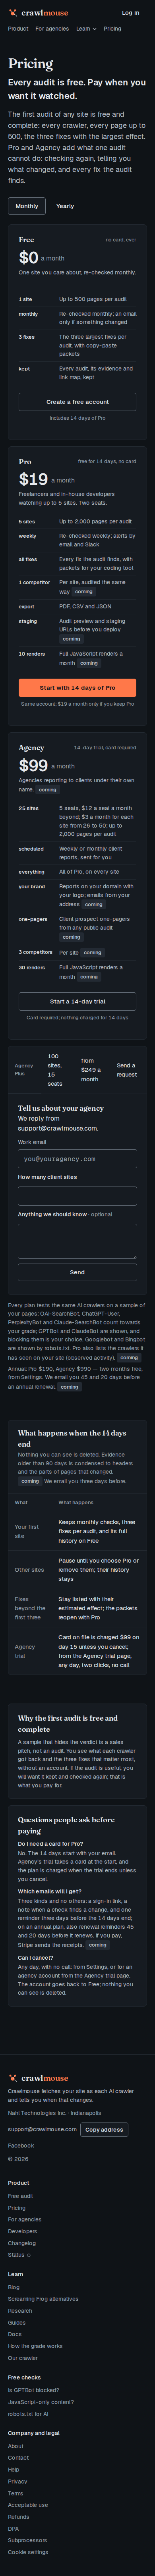 crawlmouse
Log in
Product For agencies Learn Pricing
Pricing
Every audit is free. Pay when you
want it watched.
The first audit of any site is free and
complete: every crawler, every page up to
500, the three fixes with the largest effect.
Pro and Agency add what an audit
cannot do: checking again, telling you
what changed, and every fix the audit
finds.
Monthly Yearly
Free no card, ever
$0 a month
One site you care about, re-checked monthly.
1 site Up to 500 pages per audit
monthly Re-checked monthly; an email
only if something changed
3 fixes The three largest fixes per
audit, with copy-paste
packets
kept Every audit, its evidence and
link map, kept
Create a free account
Includes 14 days of Pro
Pro free for 14 days, no card
$19 a month
Freelancers and in-house developers
watching up to 5 sites. Two seats.
5 sites Up to 2,000 pages per audit
weekly Re-checked weekly; alerts by
email and Slack
all fixes Every fix the audit finds, with
packets for your coding tool
1 competitor Per site, audited the same
way coming
export PDF, CSV and JSON
staging Audit preview and staging
URLs before you deploy
coming
10 renders Full JavaScript renders a
month coming
Start with 14 days of Pro
Same account; $19 a month only if you keep Pro
Agency 14-day trial, card required
$99 a month
Agencies reporting to clients under their own
name. coming
25 sites 5 seats, $12 a seat a month
beyond; $3 a month for each
site from 26 to 50; up to
2,000 pages per audit
scheduled Weekly or monthly client
reports, sent for you
everything All of Pro, on every site
your brand Reports on your domain with
your logo; emails from your
address coming
one-pagers Client prospect one-pagers
from any public audit
coming
3 competitors Per site coming
30 renders Full JavaScript renders a
month coming
Start a 14-day trial
Card required; nothing charged for 14 days
Agency
Plus
100
sites,
15
seats
from
$249 a
month
Send a
request
Tell us about your agency
We reply from
support@crawlmouse.com.
Work email
you@youragency.com
How many client sites
Anything we should know · optional
Send
Every plan tests the same AI crawlers on a sample of
your pages: OAI-SearchBot, ChatGPT-User,
PerplexityBot and Claude-SearchBot count towards
your grade; GPTBot and ClaudeBot are shown, and
blocking them is your choice. Googlebot and Bingbot
are shown by robots.txt. Pro also lists the crawlers it
has seen on your site (observed activity). coming
Annual: Pro $190, Agency $990 — two months free,
from Settings. We email you 45 and 20 days before
an annual renewal. coming
What happens when the 14 days
end
Nothing you can see is deleted. Evidence
older than 90 days is condensed to headers
and the parts of pages that changed.
coming We email you three days before.
What What happens
Your first
site
Keeps monthly checks, three
fixes per audit, and its full
history on Free
Other sites
Pause until you choose Pro or
remove them; their history
stays
Fixes
beyond the
first three
Stay listed with their
estimated effect; the packets
reopen with Pro
Agency
trial
Card on file is charged $99 on
day 15 unless you cancel;
from the Agency trial page,
any day, two clicks, no call
Why the first audit is free and
complete
A sample that hides the verdict is a sales
pitch, not an audit. You see what each crawler
got back and the three fixes that matter most,
without an account. If the audit is useful, you
will want it kept and checked again; that is
what you pay for.
Questions people ask before
paying
Do I need a card for Pro?
No. The 14 days start with your email.
Agency's trial takes a card at the start, and
the plan is charged when the trial ends unless
you cancel.
Which emails will I get?
Three kinds and no others: a sign-in link, a
note when a check finds a change, and one
reminder three days before the 14 days end;
on an annual plan, also renewal reminders 45
and 20 days before it renews. If you pay,
Stripe sends the receipts. coming
Can I cancel?
Any day, with no call: from Settings, or for an
agency account from the Agency trial page.
The account goes back to Free; nothing you
can see is deleted.
crawlmouse
Crawlmouse fetches your site as each AI crawler
and tells you when that changes.
Nahl Technologies Inc. · Indianapolis
support@crawlmouse.com Copy address
Facebook
© 2026
Product
Free audit
Pricing
For agencies
Developers
Changelog
Status
Learn
Blog
Screaming Frog alternatives
Research
Guides
Docs
How the grade works
Our crawler
Free checks
Is GPTBot blocked?
JavaScript-only content?
robots.txt for AI
Company and legal
About
Contact
Help
Privacy
Terms
Acceptable use
Refunds
DPA
Subprocessors
Cookie settings